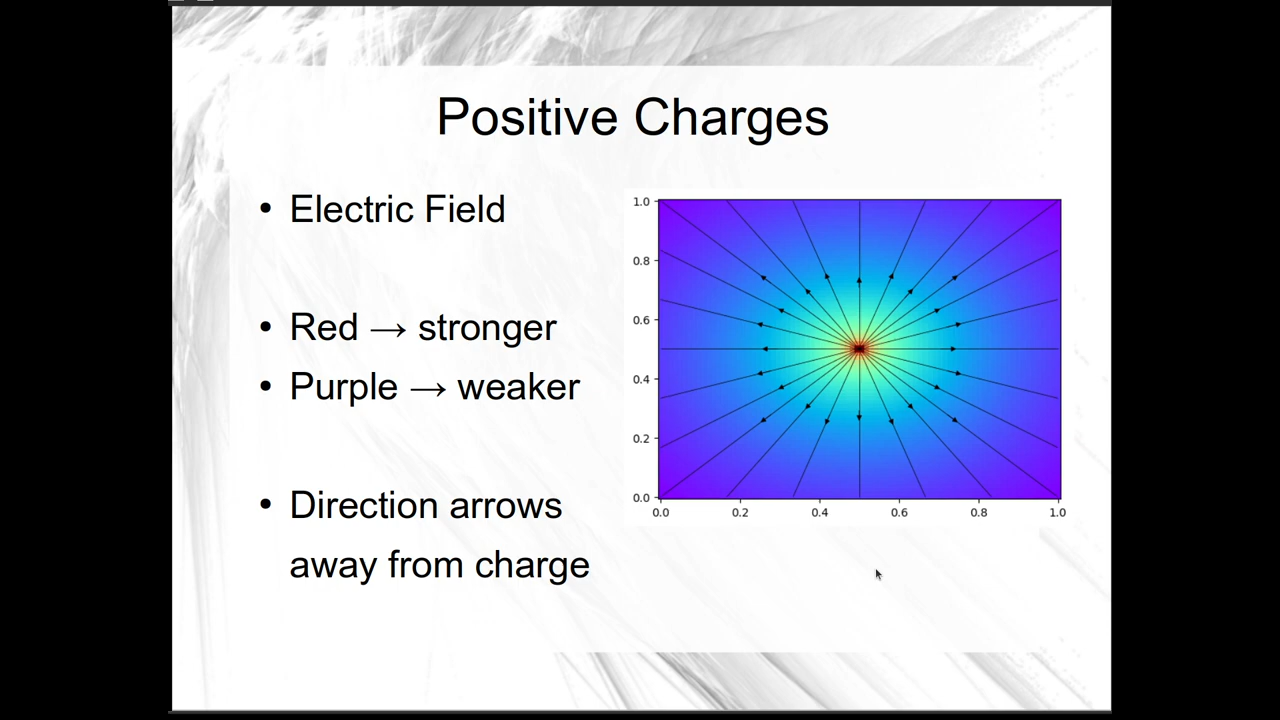 Positive Charges
• Electric Field
• Red → stronger
• Purple → weaker
• Direction arrows
away from charge
1.0
0.8
0.6
0.4
0.2
0.0
0.0 0.2 0.4 0.6 0.8 1.0